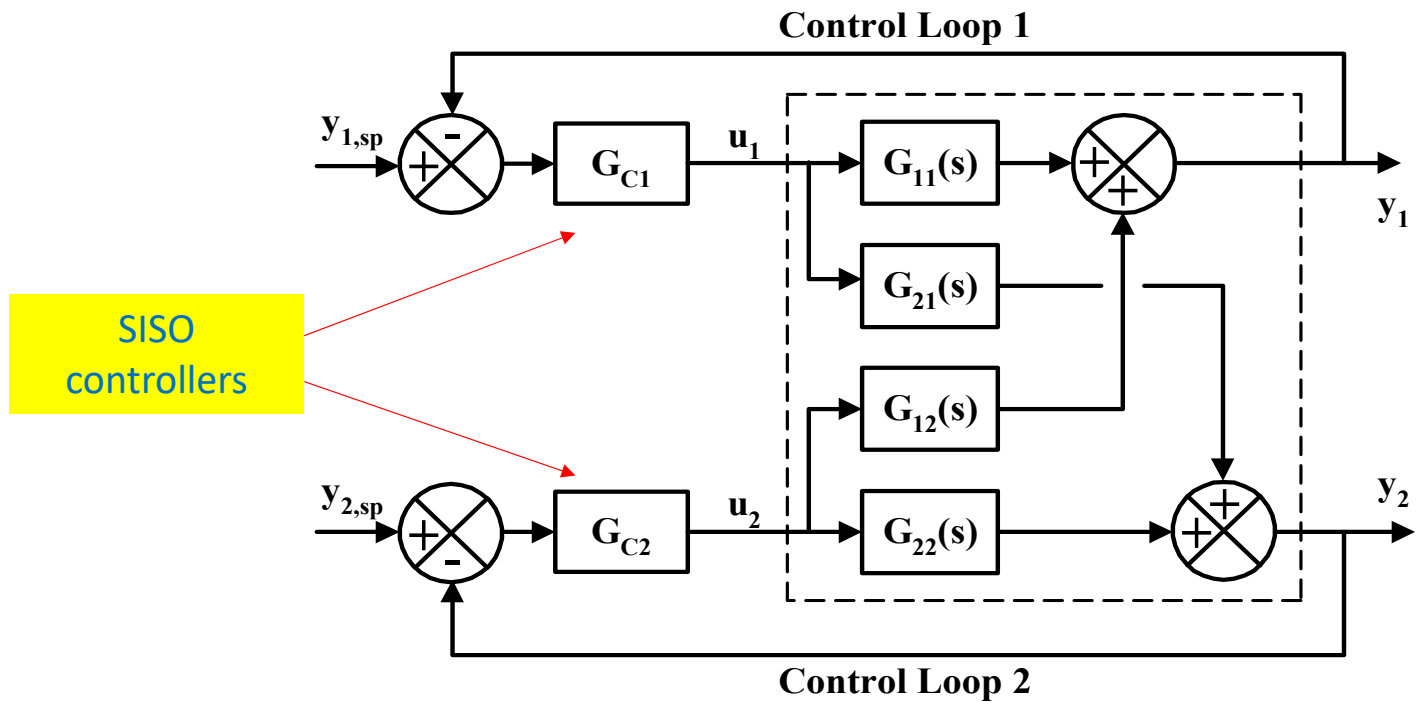 Control Loop 1
y1,sp
-
+
GC1
u1
G11(s)
+
+
y1
G21(s)
SISO
controllers
G12(s)
y2,sp
+
-
GC2
u2
G22(s)
+
+
y2
Control Loop 2